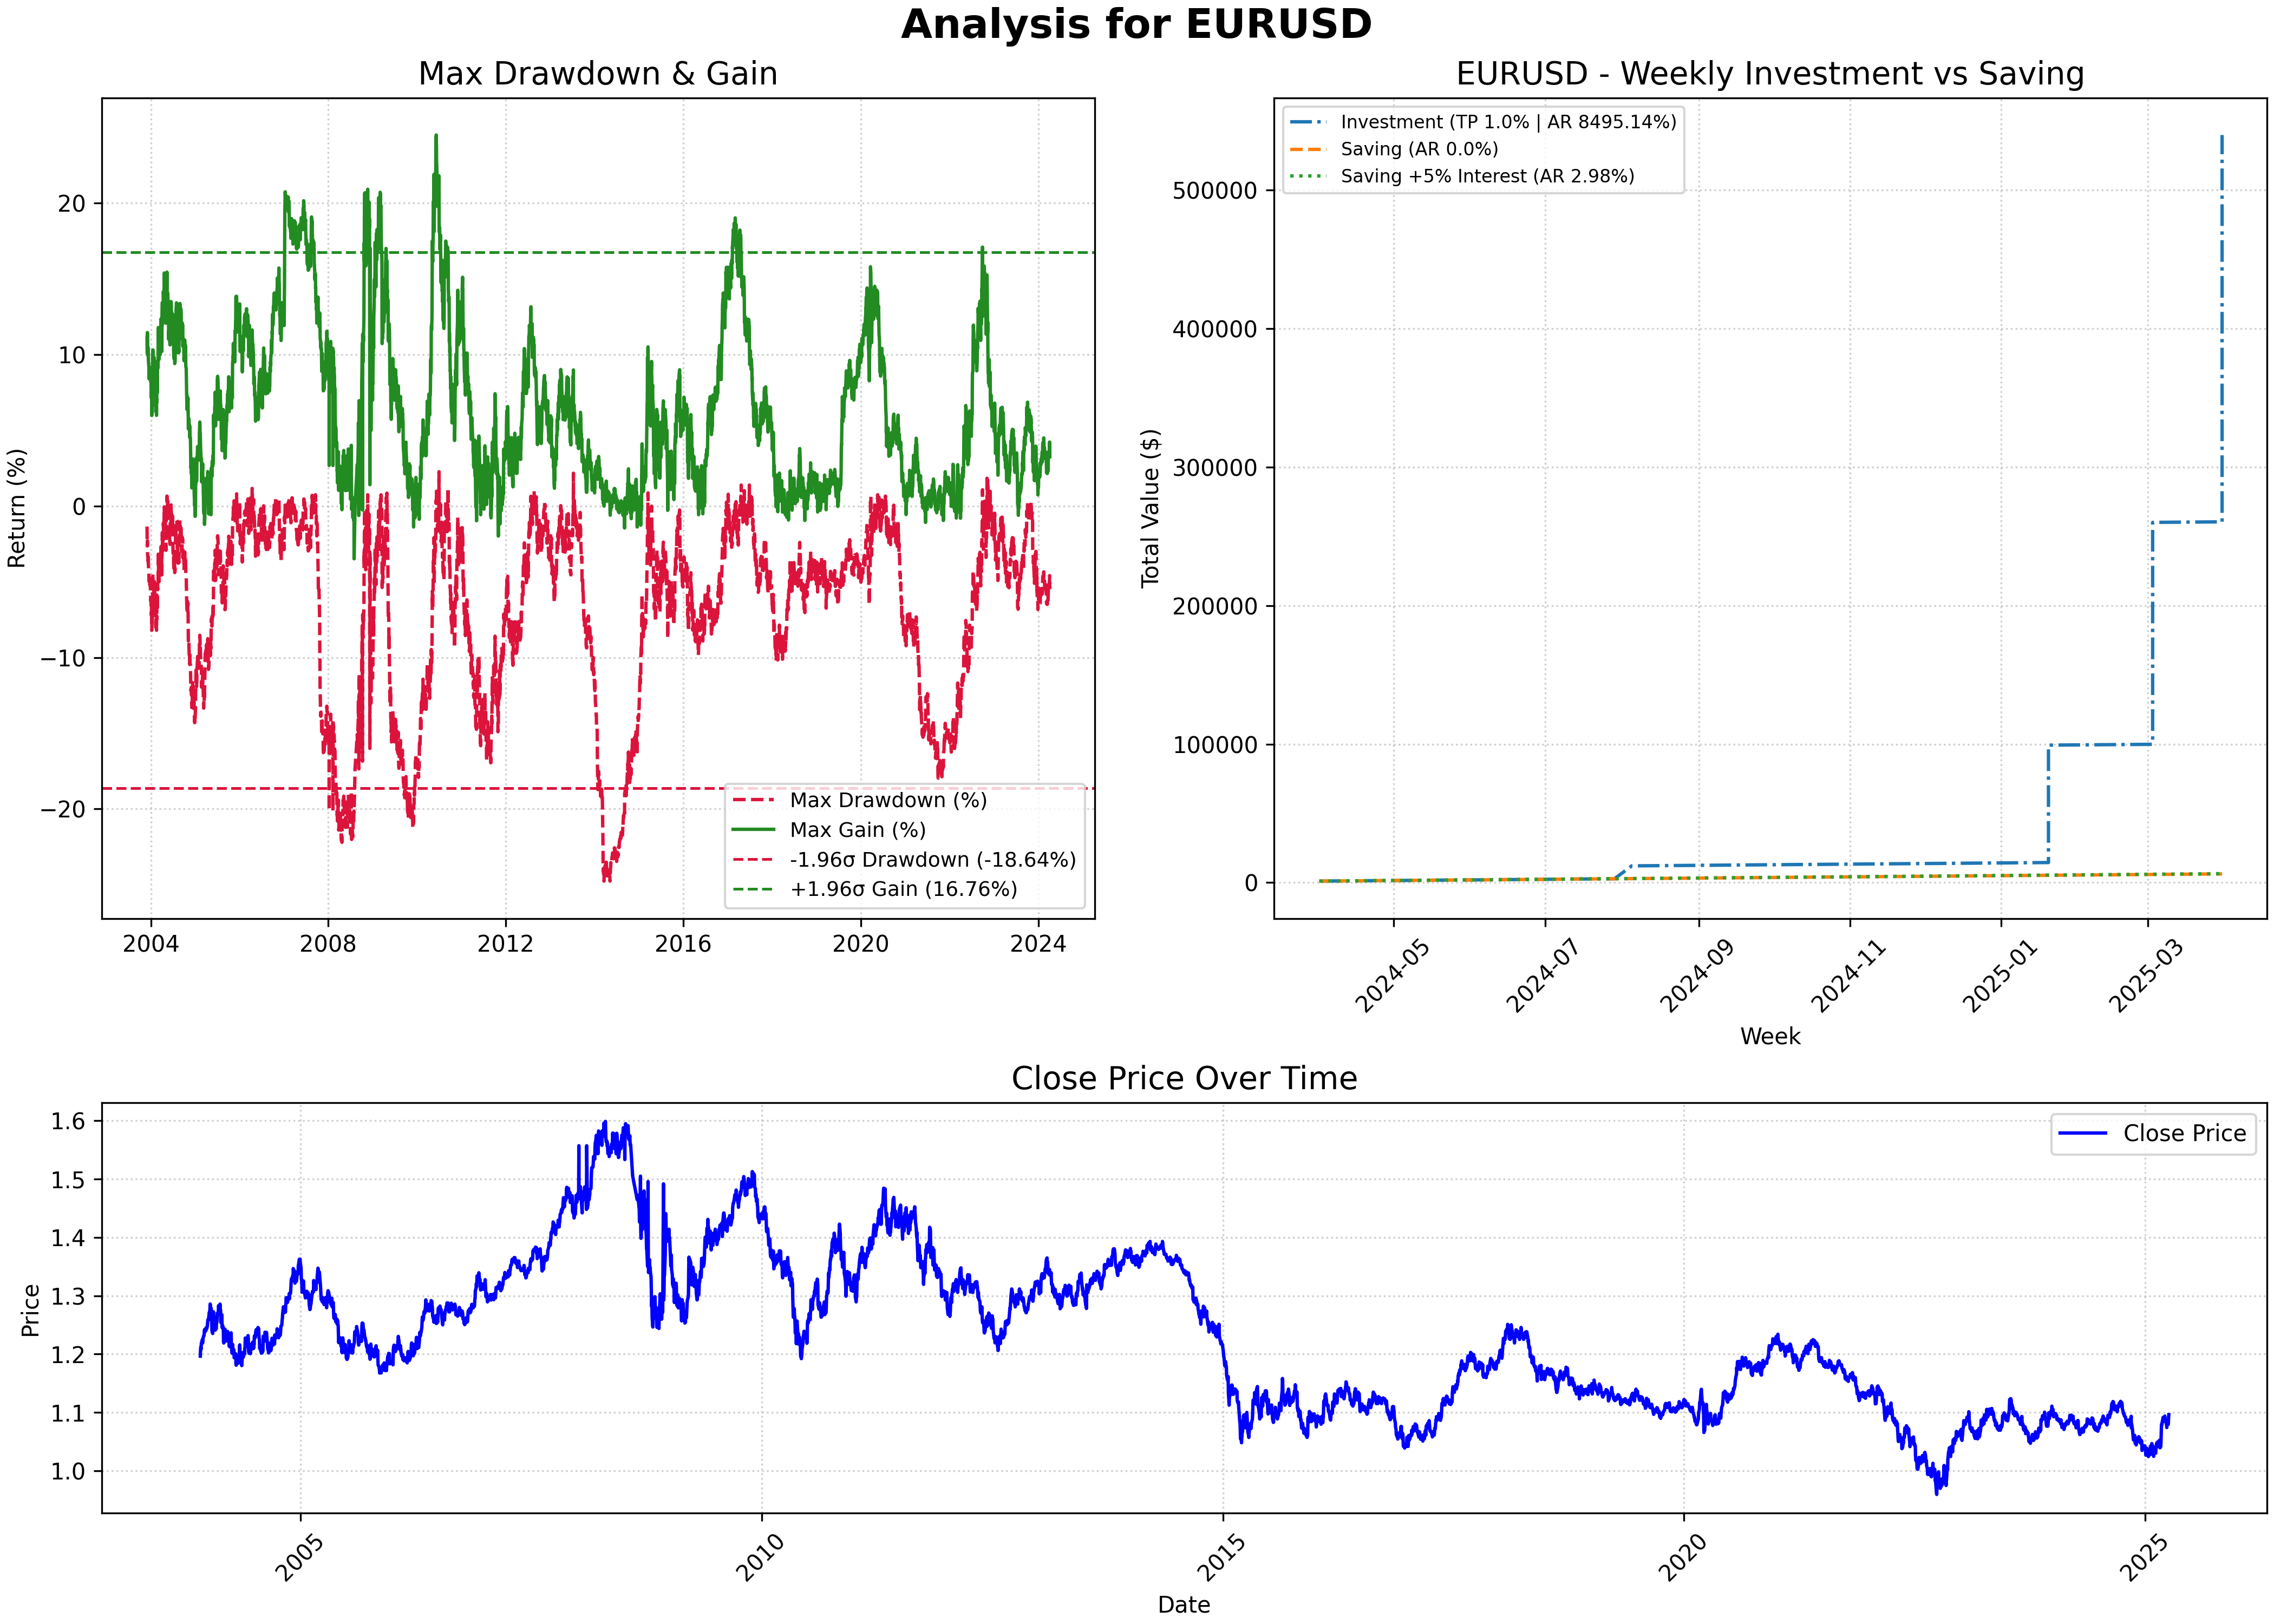 Analysis for EURUSD
Max Drawdown & Gain
Return (%)
20
10
0
−10
−20
2004
2008
2012
2016
2020
2024
Max Drawdown (%)
Max Gain (%)
-1.96σ Drawdown (-18.64%)
+1.96σ Gain (16.76%)
EURUSD - Weekly Investment vs Saving
Total Value ($)
500000
400000
300000
200000
100000
0
Investment (TP 1.0% | AR 8495.14%)
Saving (AR 0.0%)
Saving +5% Interest (AR 2.98%)
2024-05
2024-07
2024-09
2024-11
2025-01
2025-03
Week
Close Price Over Time
Price
1.6
1.5
1.4
1.3
1.2
1.1
1.0
Close Price
2005
2010
2015
2020
2025
Date